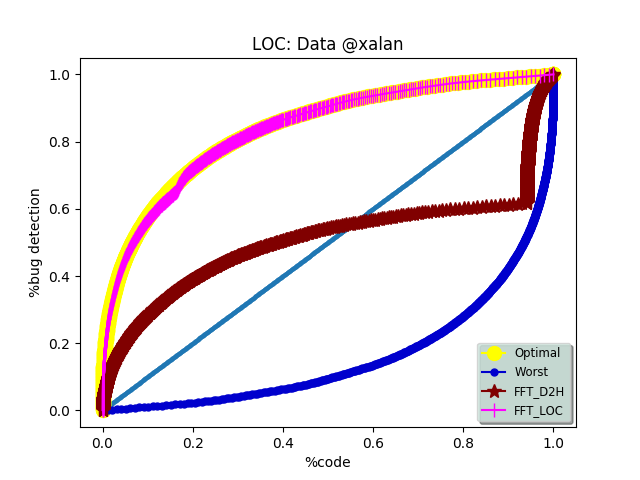 LOC: Data @xalan
%bug detection
1.0
0.8
0.6
0.4
0.2
0.0
0.0 0.2 0.4 0.6 0.8 1.0
%code
Optimal
Worst
FFT_D2H
FFT_LOC